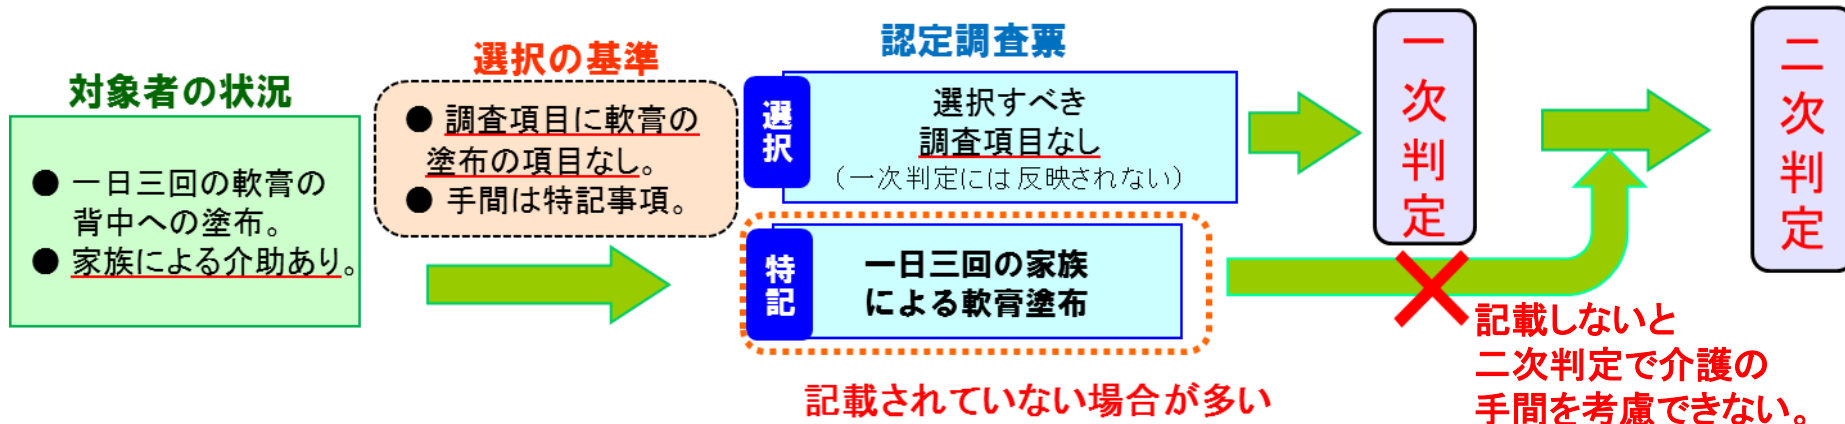 対象者の状況
● 一日三回の軟膏の
背中への塗布。
● 家族による介助あり。
選択の基準
● 調査項目に軟膏の
塗布の項目なし。
● 手間は特記事項。
認定調査票
選択
選択すべき
調査項目なし
（一次判定には反映されない）
特記
一日三回の家族
による軟膏塗布
記載されていない場合が多い
一次判定
二次判定
記載しないと
二次判定で介護の
手間を考慮できない。